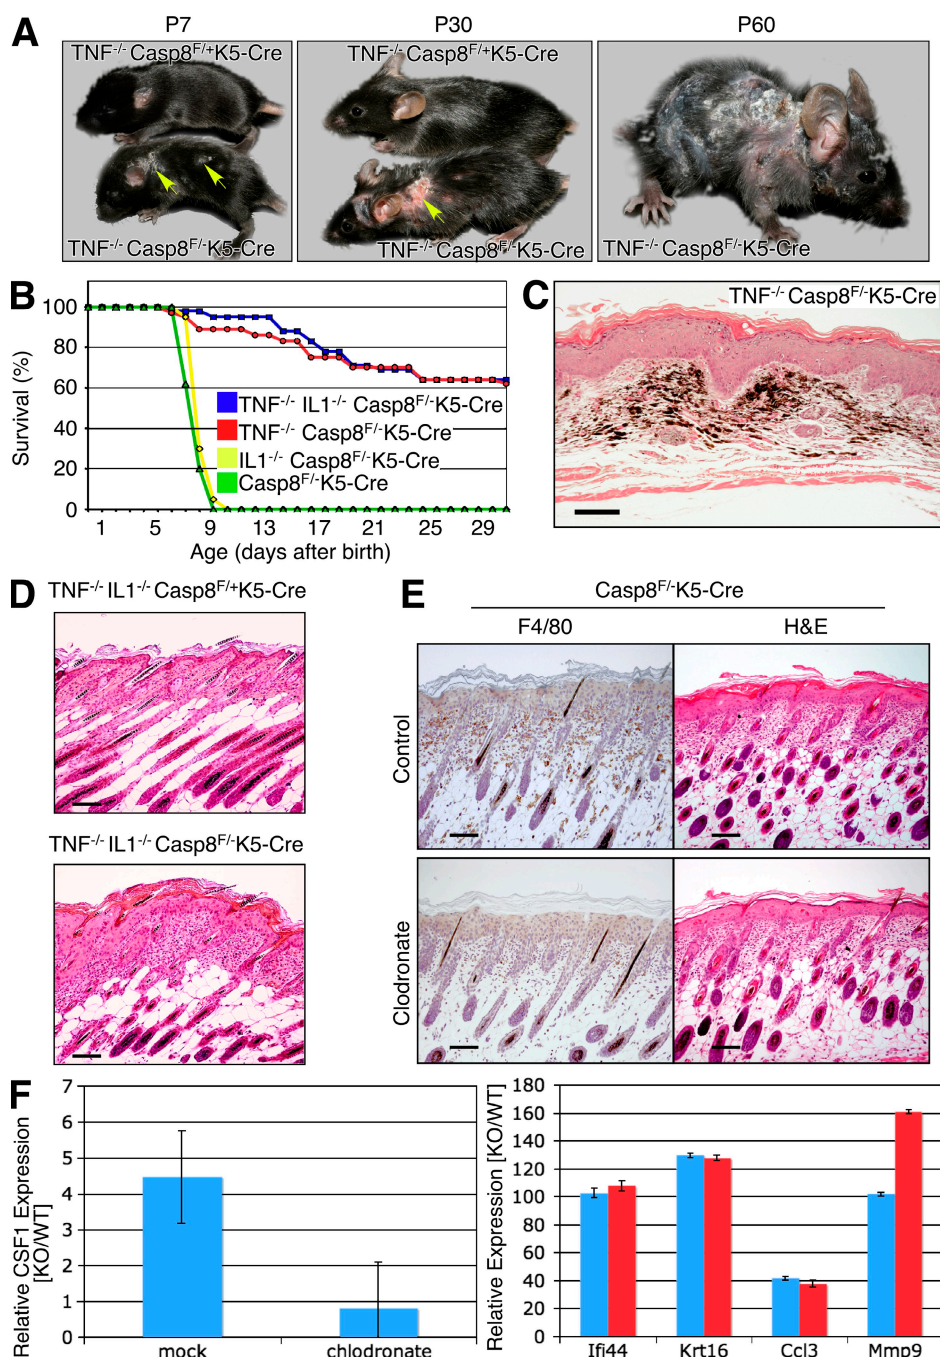 A
P7
P30
P60
TNF-/- Casp8F/+K5-Cre
TNF-/- Casp8F/-K5-Cre
TNF-/- Casp8F/+K5-Cre
TNF-/- Casp8F/-K5-Cre
TNF-/- Casp8F/-K5-Cre
B
Survival (%)
100
80
60
40
20
0
TNF-/- IL1-/- Casp8F/-K5-Cre
TNF-/- Casp8F/-K5-Cre
IL1-/- Casp8F/-K5-Cre
Casp8F/-K5-Cre
1 5 9 13 17 21 25 29
Age (days after birth)
C
TNF-/- Casp8F/-K5-Cre
D
TNF-/- IL1-/- Casp8F/+K5-Cre
TNF-/- IL1-/- Casp8F/-K5-Cre
E
Casp8F/-K5-Cre
F4/80
H&E
Control
Clodronate
F
Relative CSF1 Expression
[KO/WT]
7
6
5
4
3
2
1
0
mock
chlodronate
Relative Expression [KO/WT]
180
160
140
120
100
80
60
40
20
0
Ifi44
Krt16
Ccl3
Mmp9